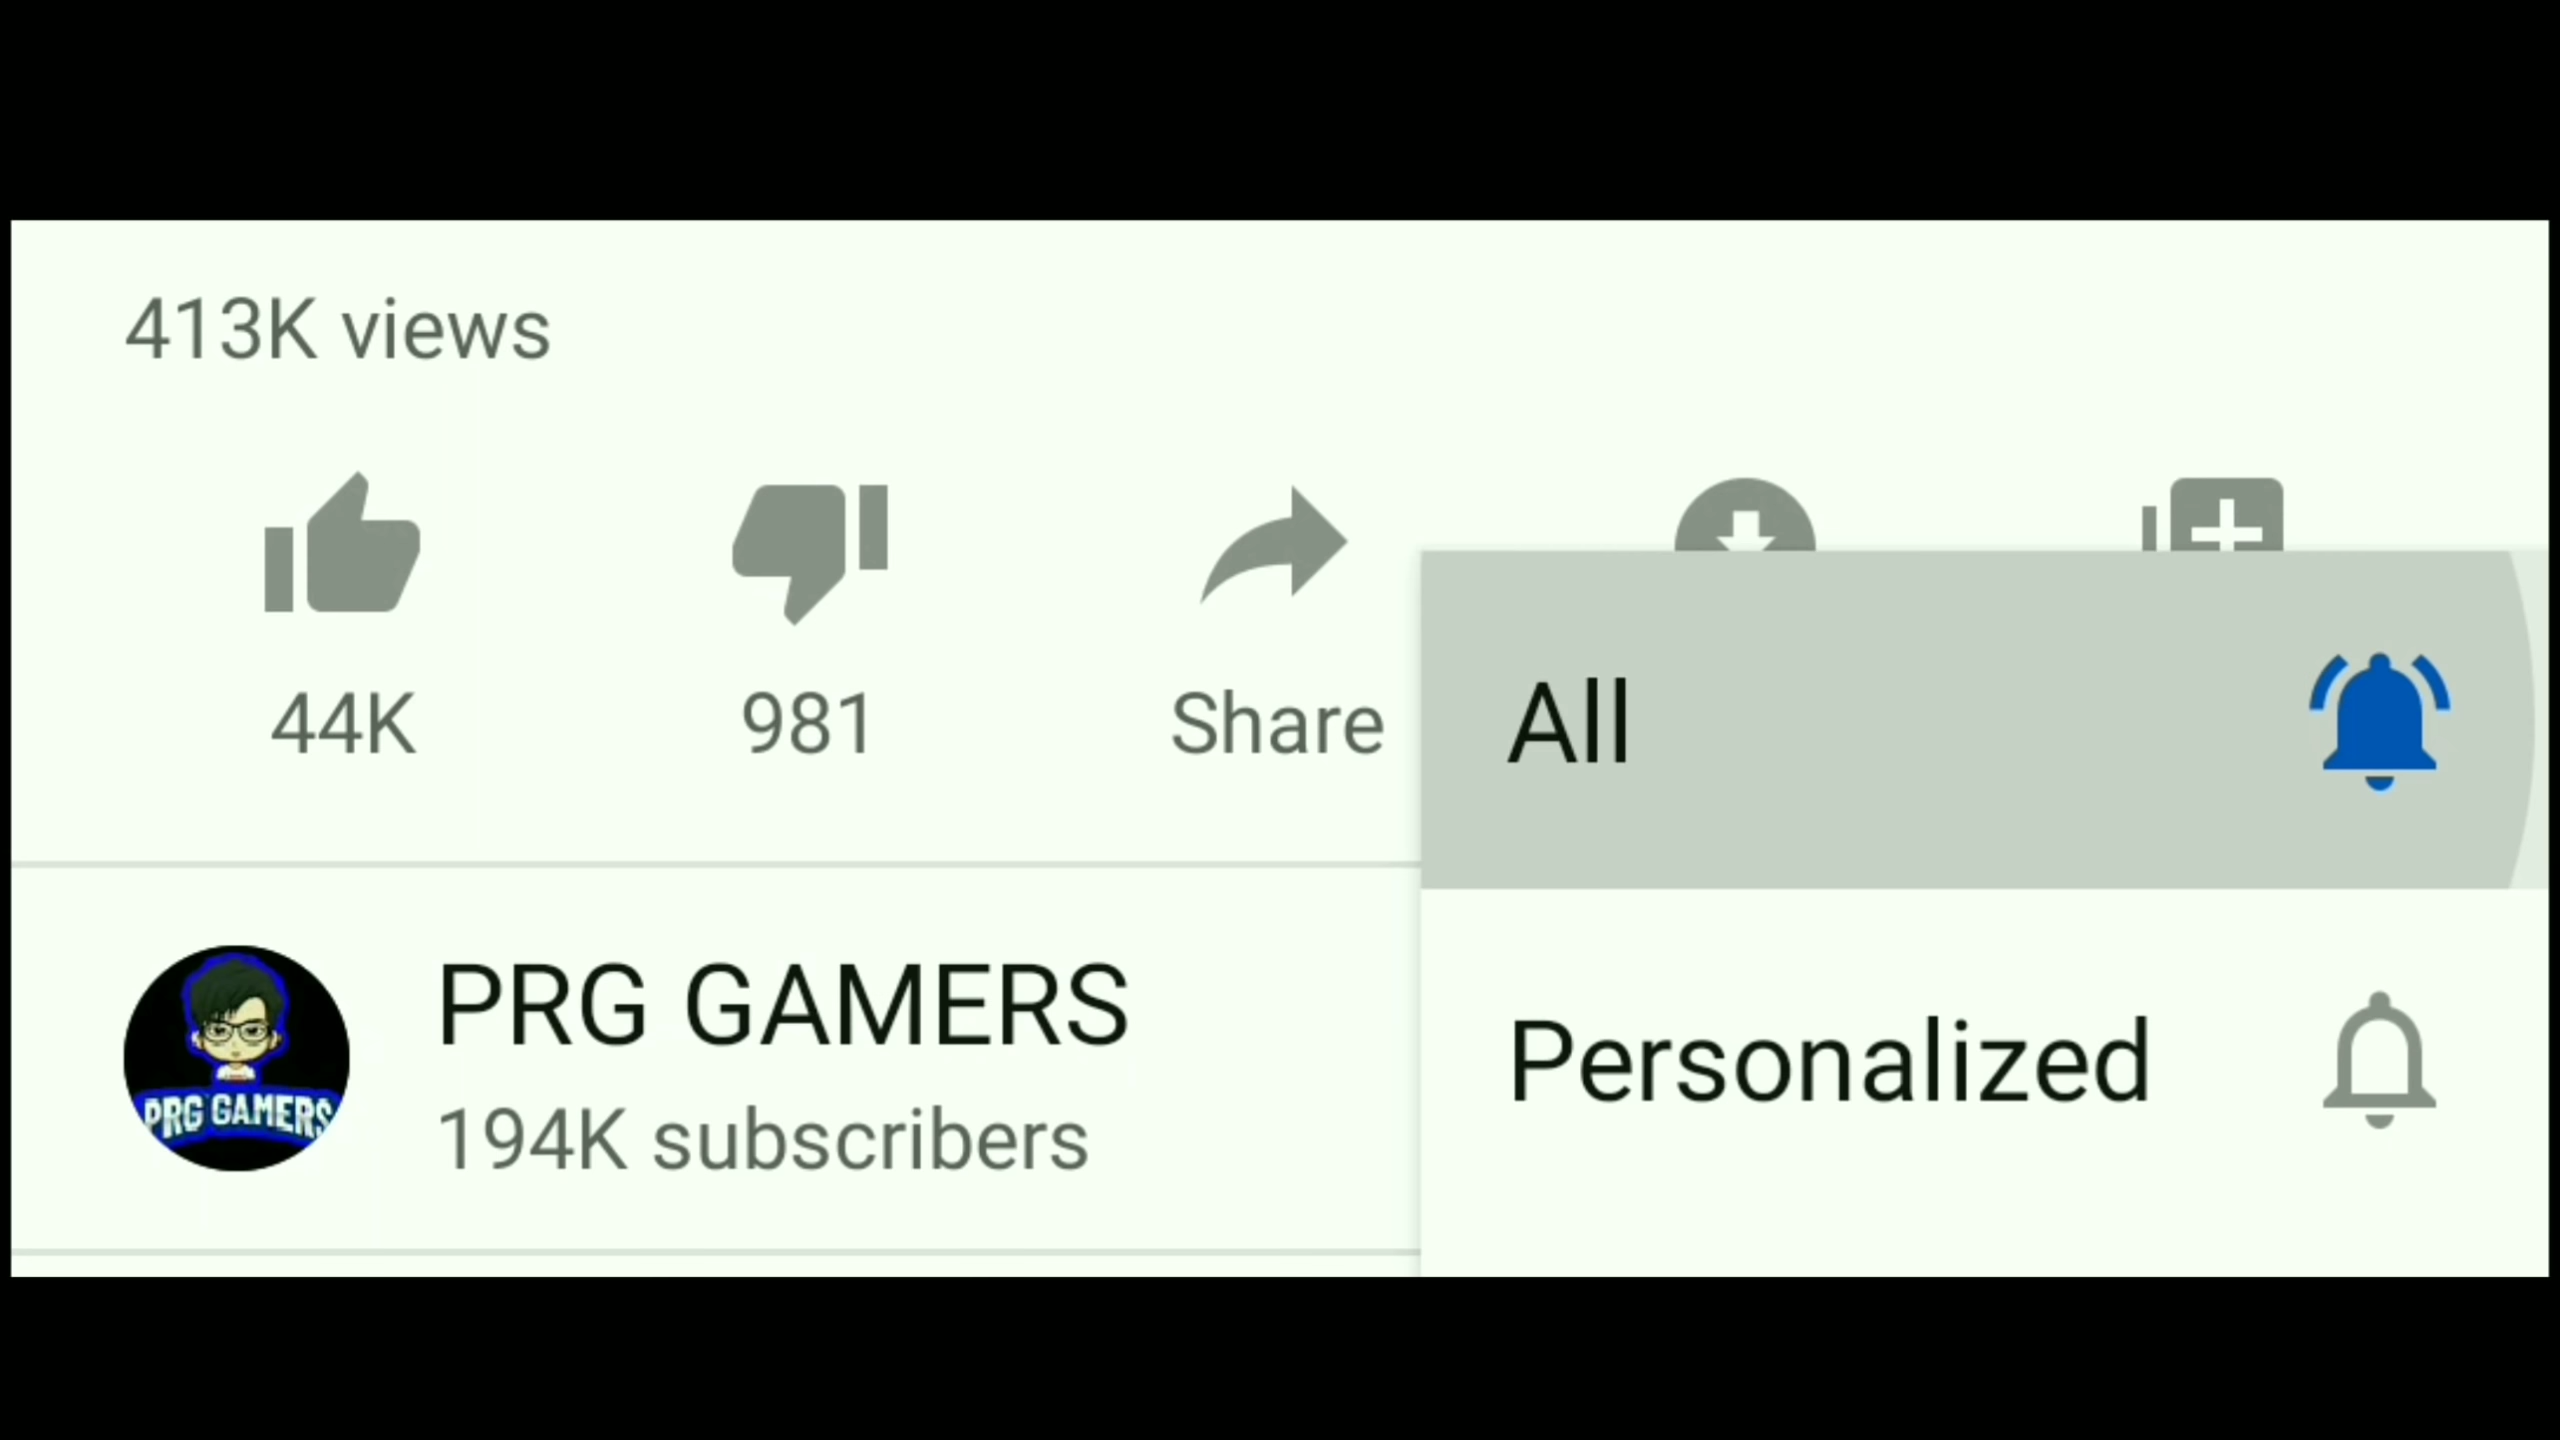 413K views
44K
981
Share
All
PRG GAMERS
194K subscribers
PRG GAMERS
Personalized